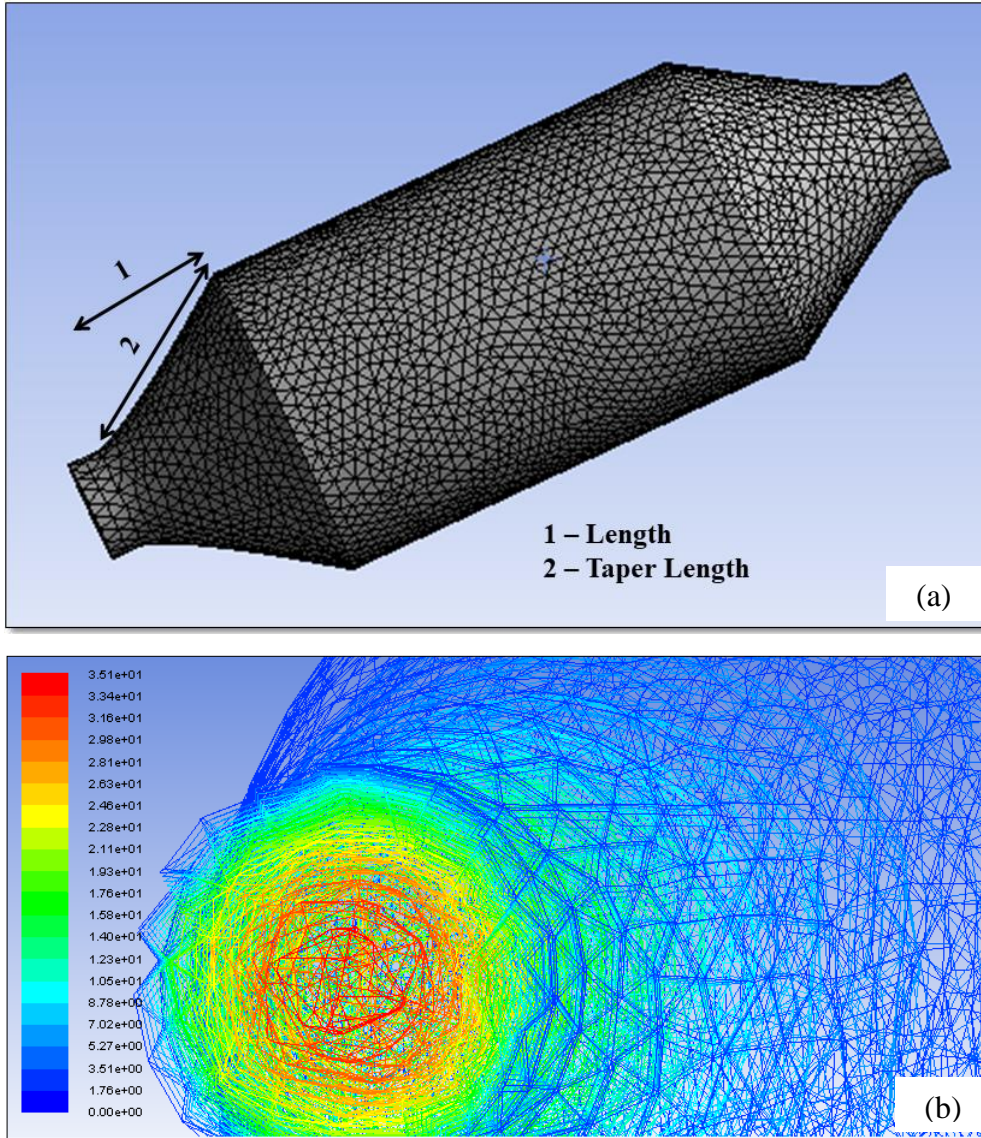 1
2
1 – Length
2 – Taper Length
(a)
3.51e+01
3.34e+01
3.16e+01
2.98e+01
2.81e+01
2.63e+01
2.46e+01
2.28e+01
2.11e+01
1.93e+01
1.76e+01
1.58e+01
1.40e+01
1.23e+01
1.05e+01
8.78e+00
7.02e+00
5.27e+00
3.51e+00
1.76e+00
0.00e+00
(b)